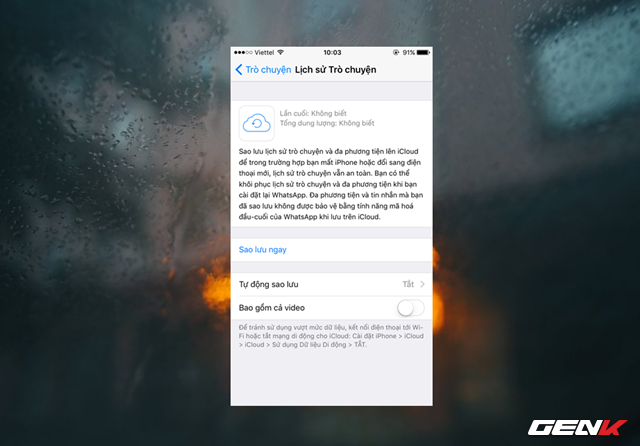 Viettel 10:03 91%
Trò chuyện Lịch sử Trò chuyện
Lần cuối: Không biết
Tổng dung lượng: Không biết
Sao lưu lịch sử trò chuyện và đa phương tiện lên iCloud
để trong trường hợp bạn mất iPhone hoặc đổi sang điện
thoại mới, lịch sử trò chuyện vẫn an toàn. Bạn có thể
khôi phục lịch sử trò chuyện và đa phương tiện khi bạn
cài đặt lại WhatsApp. Đa phương tiện và tin nhắn mà bạn
đã sao lưu không được bảo vệ bằng tính năng mã hoá
đầu-cuối của WhatsApp khi lưu trên iCloud.
Sao lưu ngay
Tự động sao lưu Tắt
Bao gồm cả video
Để tránh sử dụng vượt mức dữ liệu, kết nối điện thoại tới Wi-
Fi hoặc tắt mạng di động cho iCloud: Cài đặt iPhone > iCloud
> iCloud > Sử dụng Dữ liệu Di động > TẮT.
GENK